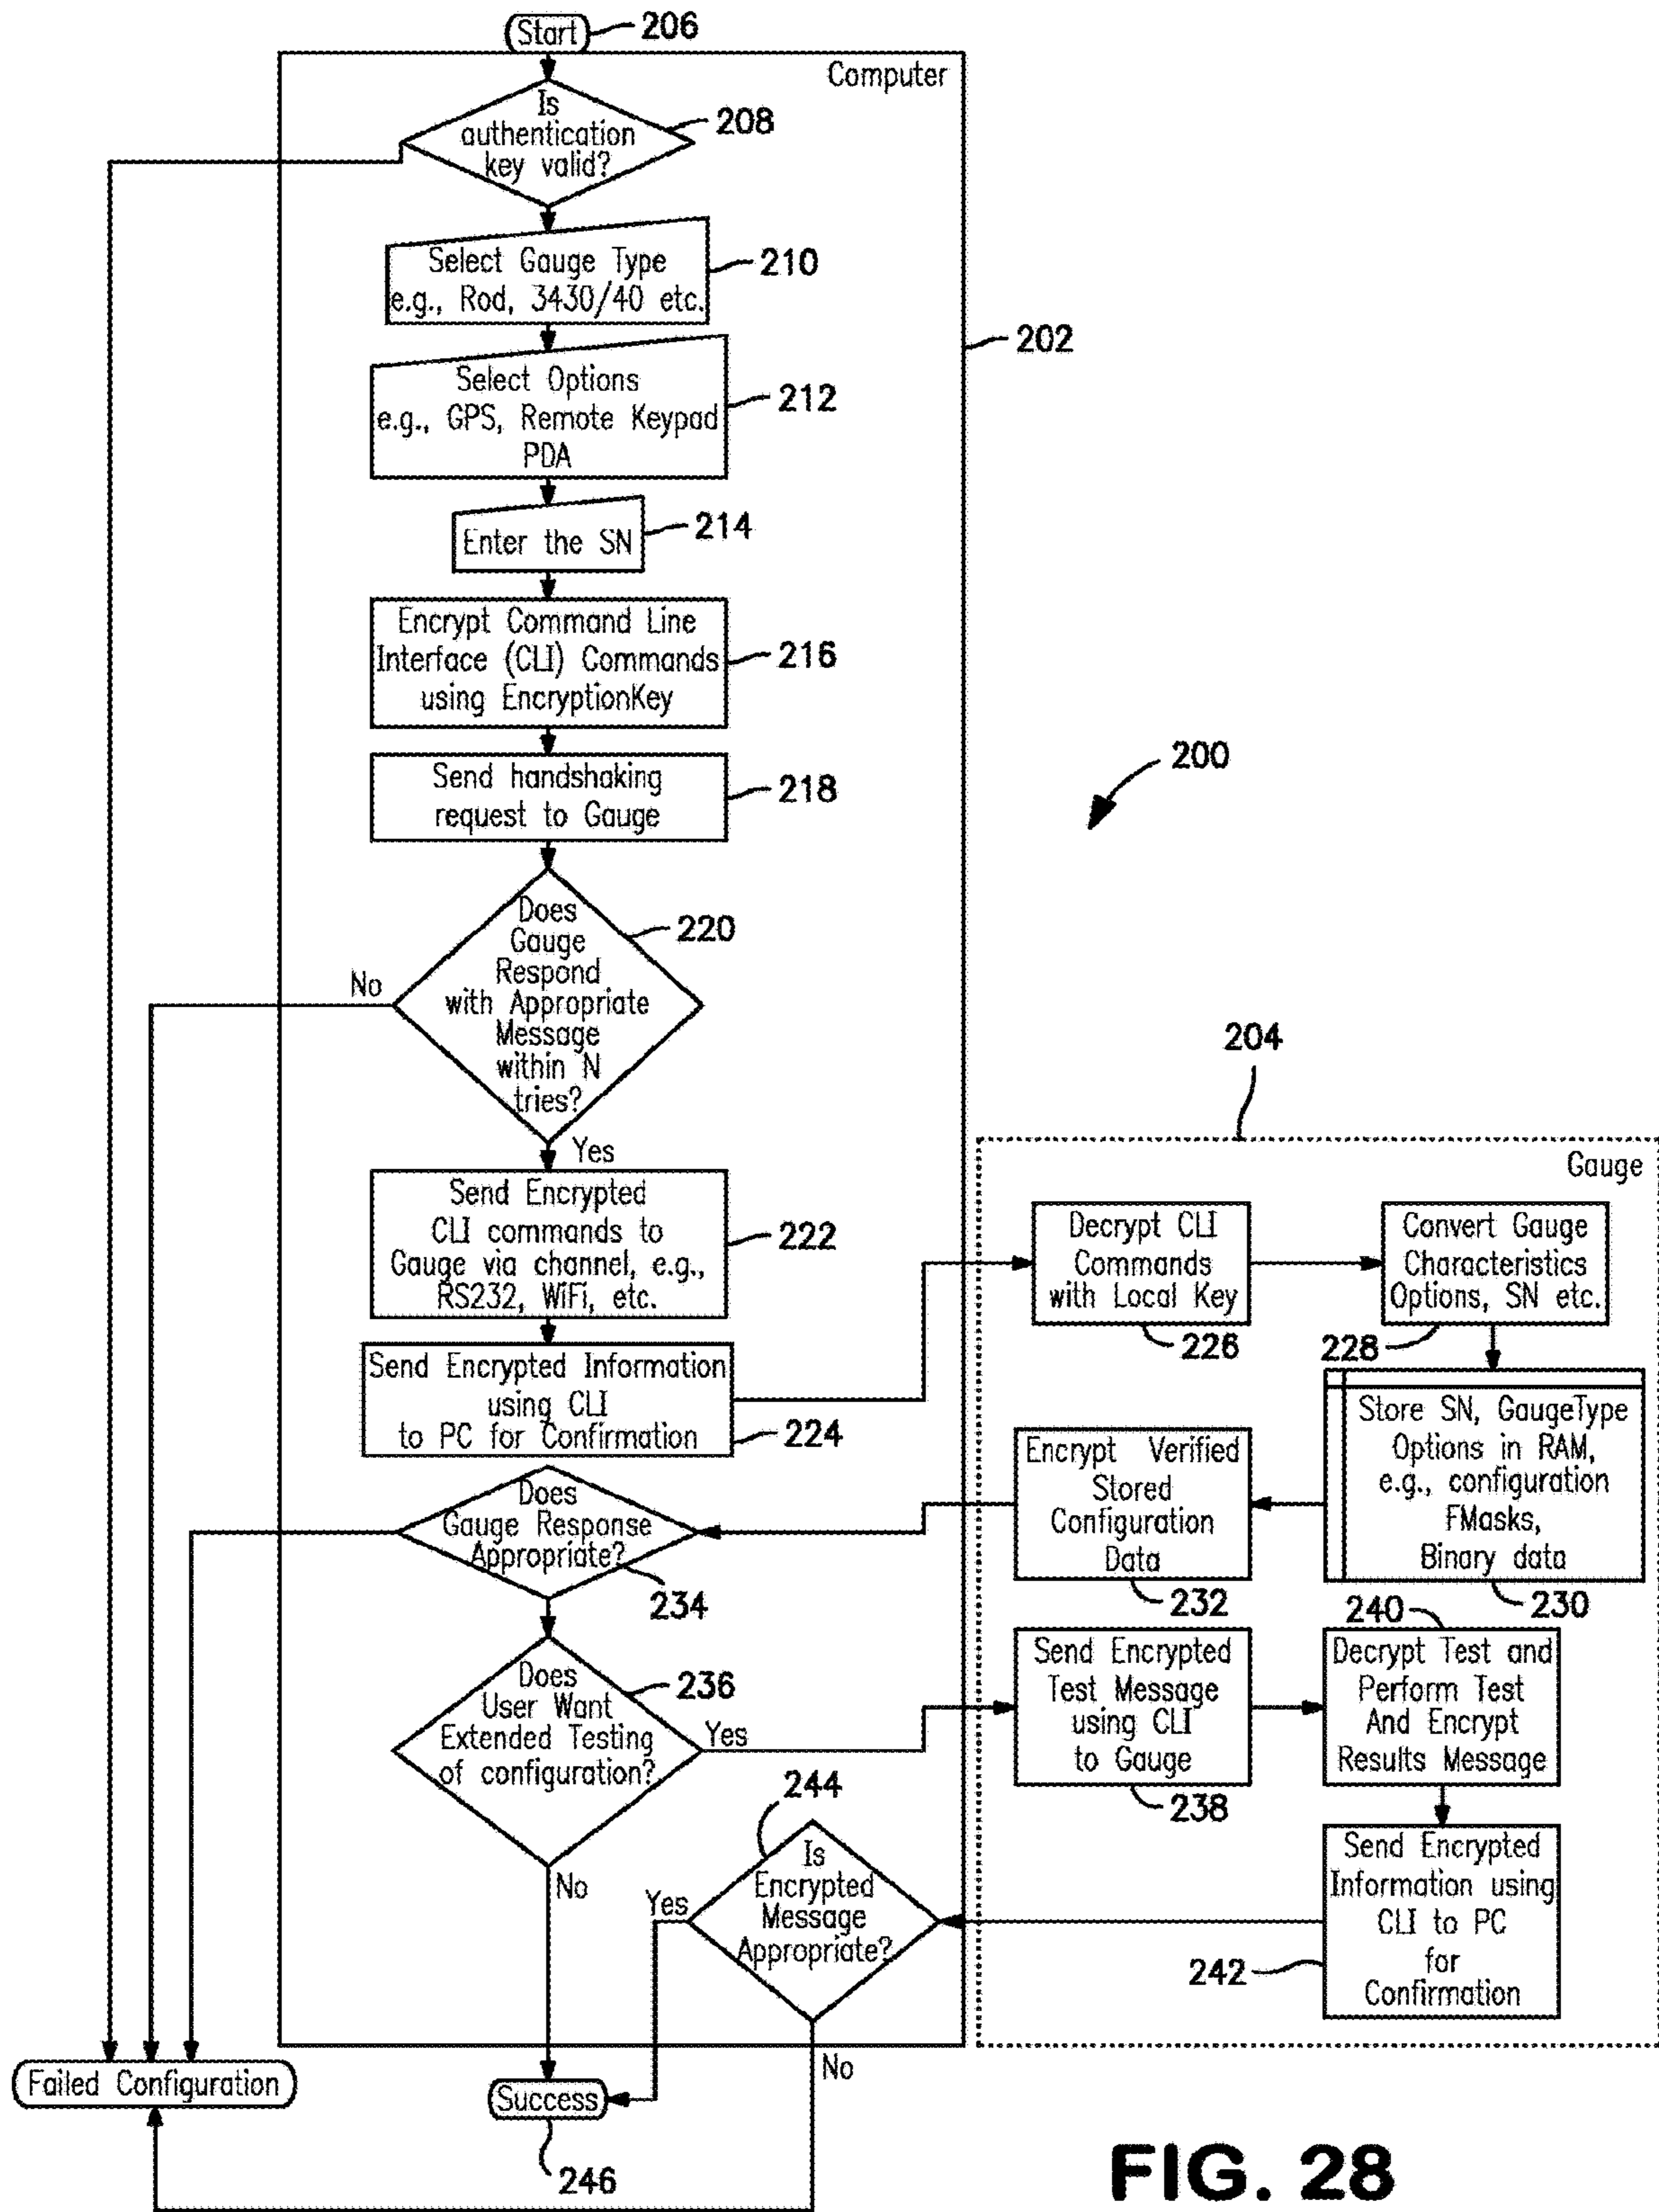 Start
206
Computer
Is
authentication
key valid?
208
Select Gauge Type
e.g., Rod, 3430/40 etc.
210
202
Select Options
e.g., GPS, Remote Keypad
PDA
212
Enter the SN
214
Encrypt Command Line
Interface (CLI) Commands
using EncryptionKey
216
Send handshaking
request to Gauge
218
200
Does
Gauge
Respond
with Appropriate
Message
within N
tries?
220
No
Yes
204
Gauge
Send Encrypted
CLI commands to
Gauge via channel, e.g.,
RS232, WiFi, etc.
222
Send Encrypted Information
using CLI
to PC for Confirmation
224
Decrypt CLI
Commands
with Local Key
226
Convert Gauge
Characteristics
Options, SN etc.
228
Store SN, GaugeType
Options in RAM,
e.g., configuration
FMasks,
Binary data
230
Encrypt Verified
Stored
Configuration
Data
232
Does
Gauge Response
Appropriate?
234
Does
User Want
Extended Testing
of configuration?
236
Yes
No
Send Encrypted
Test Message
using CLI
to Gauge
238
240
Decrypt Test and
Perform Test
And Encrypt
Results Message
Send Encrypted
Information using
CLI to PC
for
Confirmation
242
244
Is
Encrypted
Message
Appropriate?
Yes
No
Failed Configuration
Success
246
FIG. 28